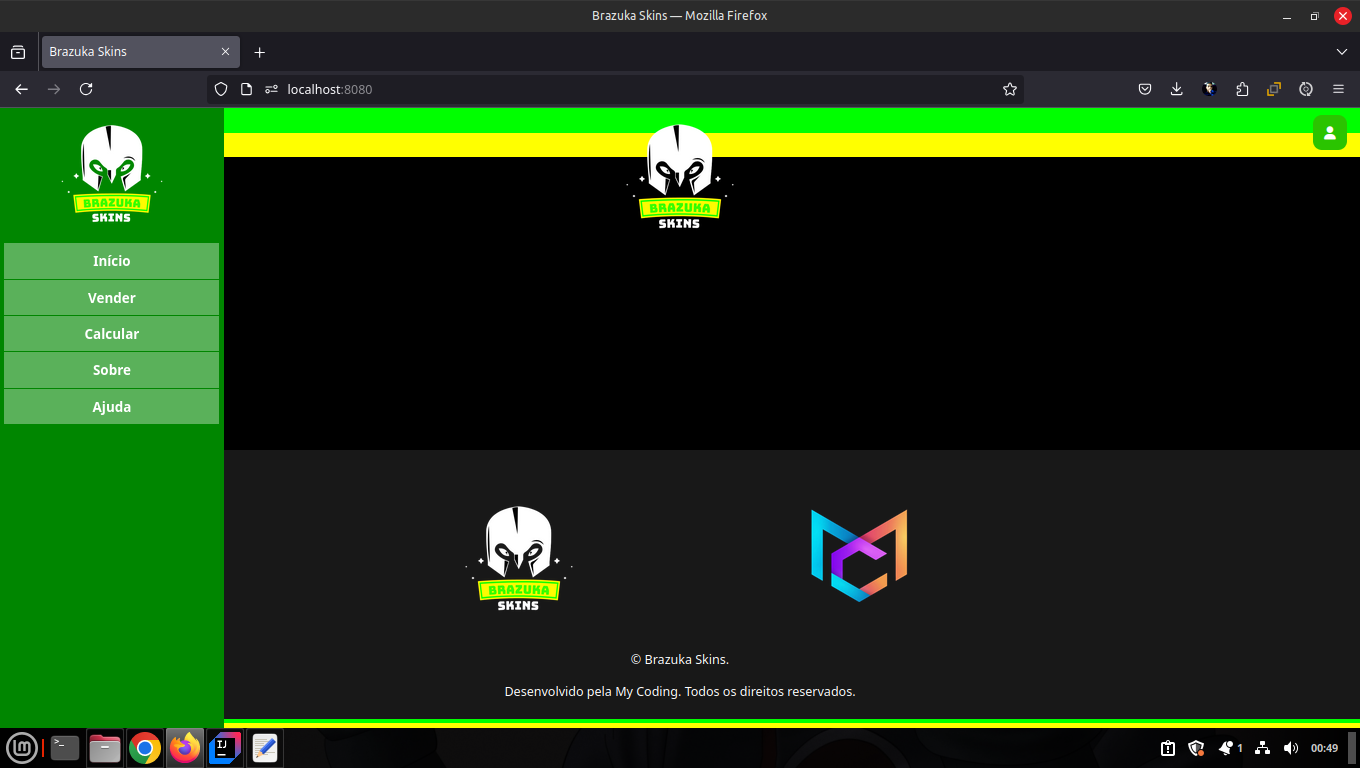 Brazuka Skins — Mozilla Firefox
Brazuka Skins
localhost:8080
BRAZUKA
SKINS
BRAZUKA
SKINS
Início
Vender
Calcular
Sobre
Ajuda
BRAZUKA
SKINS
© Brazuka Skins.
Desenvolvido pela My Coding. Todos os direitos reservados.
>_
IJ
1
00:49